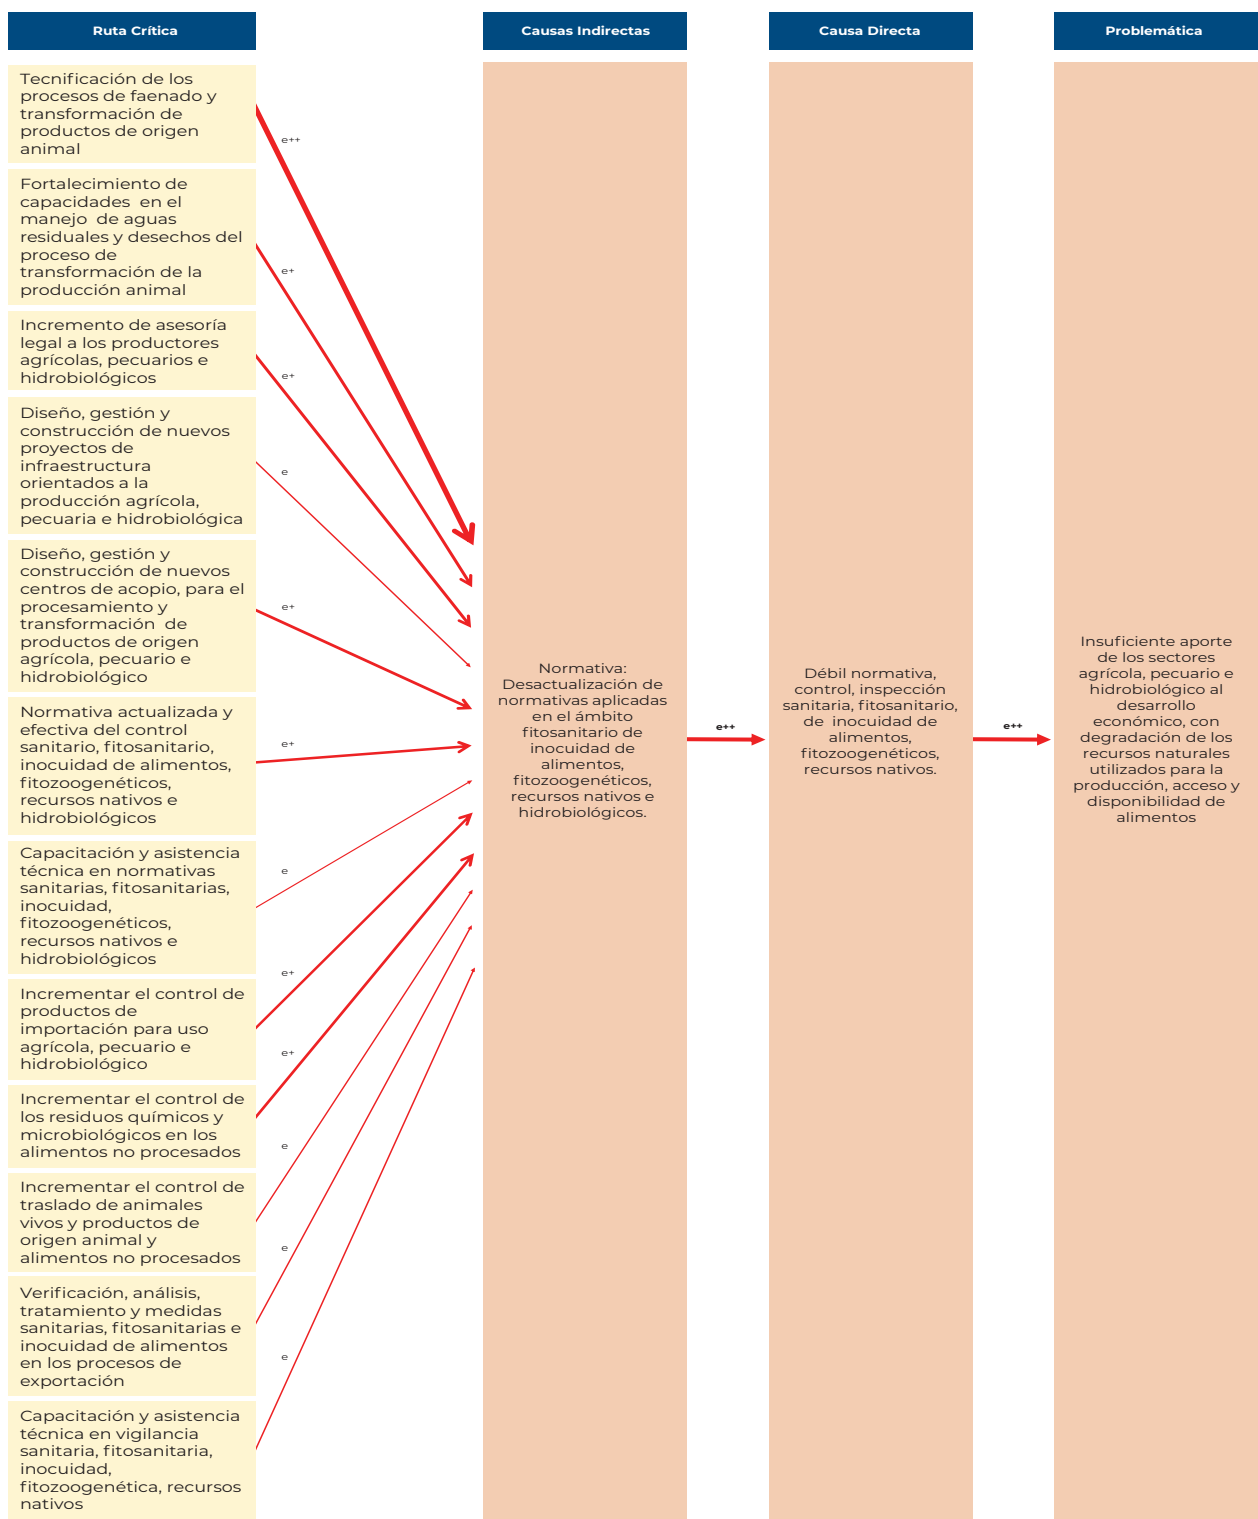 Ruta Crítica
Causas Indirectas
Causa Directa
Problemática
Tecnificación de los
procesos de faenado y
transformación de
productos de origen
animal
e++
Fortalecimiento de
capacidades en el
manejo de aguas
residuales y desechos del
proceso de
transformación de la
producción animal
e+
Incremento de asesoría
legal a los productores
agrícolas, pecuarios e
hidrobiológicos
e+
Diseño, gestión y
construcción de nuevos
proyectos de
infraestructura
orientados a la
producción agrícola,
pecuaria e hidrobiológica
e
Diseño, gestión y
construcción de nuevos
centros de acopio, para el
procesamiento y
transformación de
productos de origen
agrícola, pecuario e
hidrobiológico
e+
Normativa actualizada y
efectiva del control
sanitario, fitosanitario,
inocuidad de alimentos,
fitozoogenéticos,
recursos nativos e
hidrobiológicos
e+
Capacitación y asistencia
técnica en normativas
sanitarias, fitosanitarias,
inocuidad,
fitozoogenéticos,
recursos nativos e
hidrobiológicos
e
Incrementar el control de
productos de
importación para uso
agrícola, pecuario e
hidrobiológico
e+
Incrementar el control de
los residuos químicos y
microbiológicos en los
alimentos no procesados
e+
Incrementar el control de
traslado de animales
vivos y productos de
origen animal y
alimentos no procesados
e
Verificación, análisis,
tratamiento y medidas
sanitarias, fitosanitarias e
inocuidad de alimentos
en los procesos de
exportación
e
Capacitación y asistencia
técnica en vigilancia
sanitaria, fitosanitaria,
inocuidad,
fitozoogenética, recursos
nativos
e
Normativa:
Desactualización de
normativas aplicadas
en el ámbito
fitosanitario de
inocuidad de
alimentos,
fitozoogenéticos,
recursos nativos e
hidrobiológicos.
e++
Débil normativa,
control, inspección
sanitaria, fitosanitario,
de inocuidad de
alimentos,
fitozoogenéticos,
recursos nativos.
e++
Insuficiente aporte
de los sectores
agrícola, pecuario e
hidrobiológico al
desarrollo
económico, con
degradación de los
recursos naturales
utilizados para la
producción, acceso y
disponibilidad de
alimentos